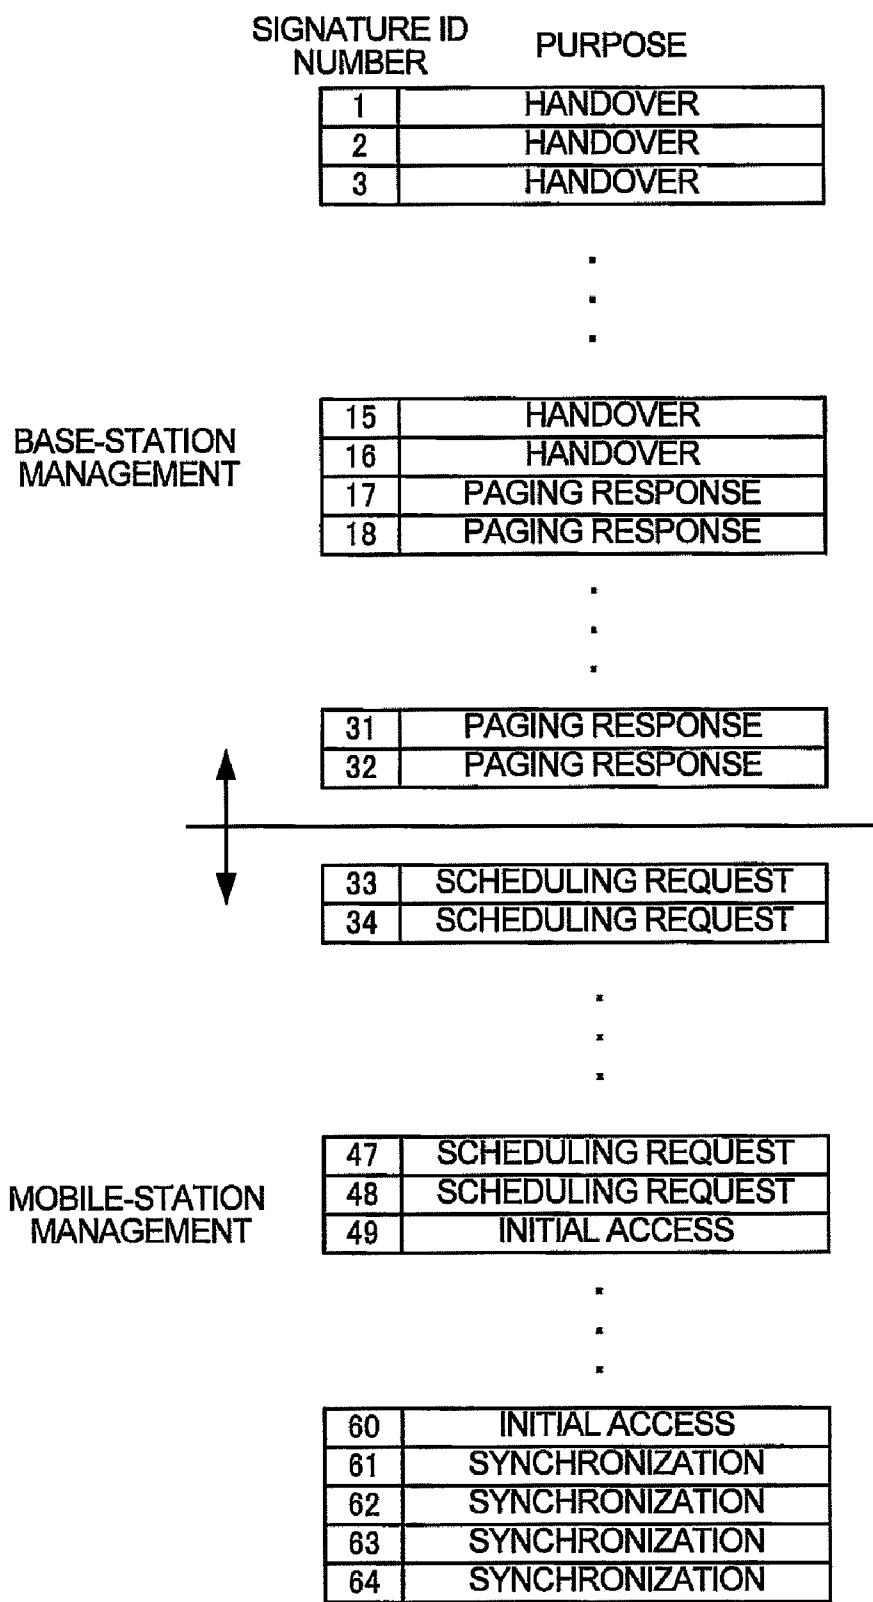 SIGNATURE ID
NUMBER
PURPOSE
1 HANDOVER
2 HANDOVER
3 HANDOVER
BASE-STATION
MANAGEMENT
15 HANDOVER
16 HANDOVER
17 PAGING RESPONSE
18 PAGING RESPONSE
31 PAGING RESPONSE
32 PAGING RESPONSE
33 SCHEDULING REQUEST
34 SCHEDULING REQUEST
MOBILE-STATION
MANAGEMENT
47 SCHEDULING REQUEST
48 SCHEDULING REQUEST
49 INITIAL ACCESS
60 INITIAL ACCESS
61 SYNCHRONIZATION
62 SYNCHRONIZATION
63 SYNCHRONIZATION
64 SYNCHRONIZATION